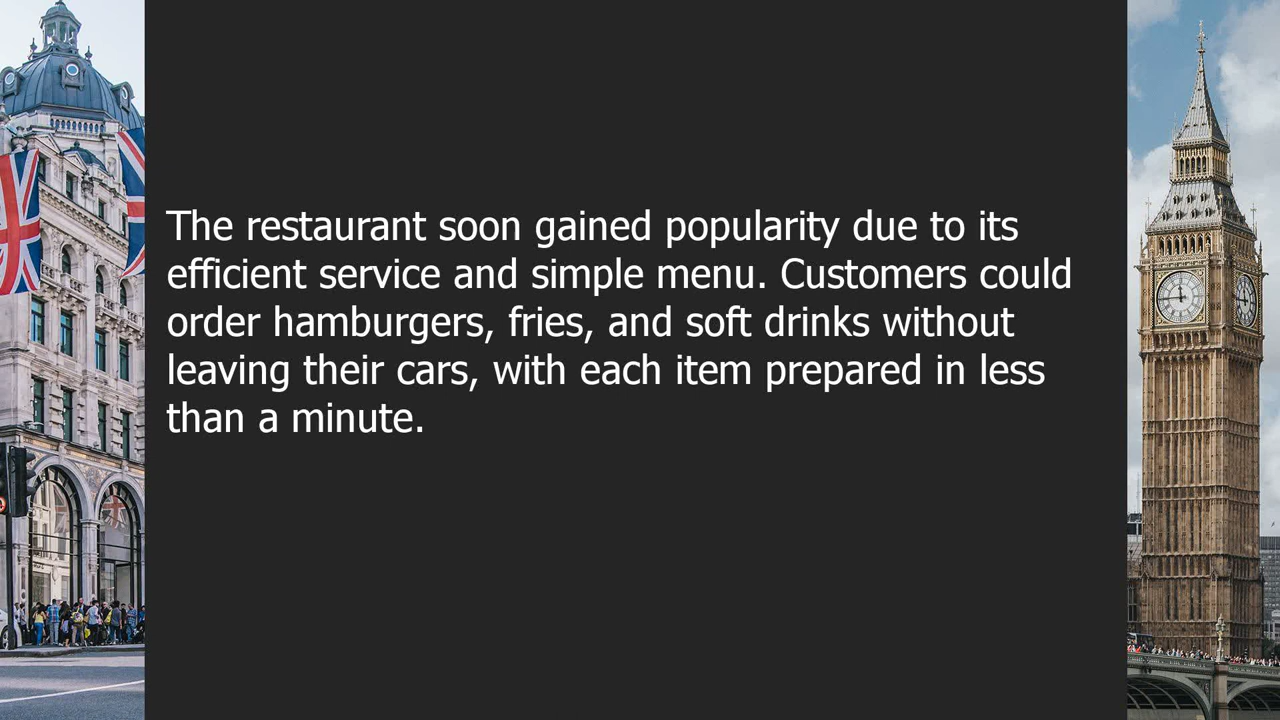 The restaurant soon gained popularity due to its
efficient service and simple menu. Customers could
order hamburgers, fries, and soft drinks without
leaving their cars, with each item prepared in less
than a minute.